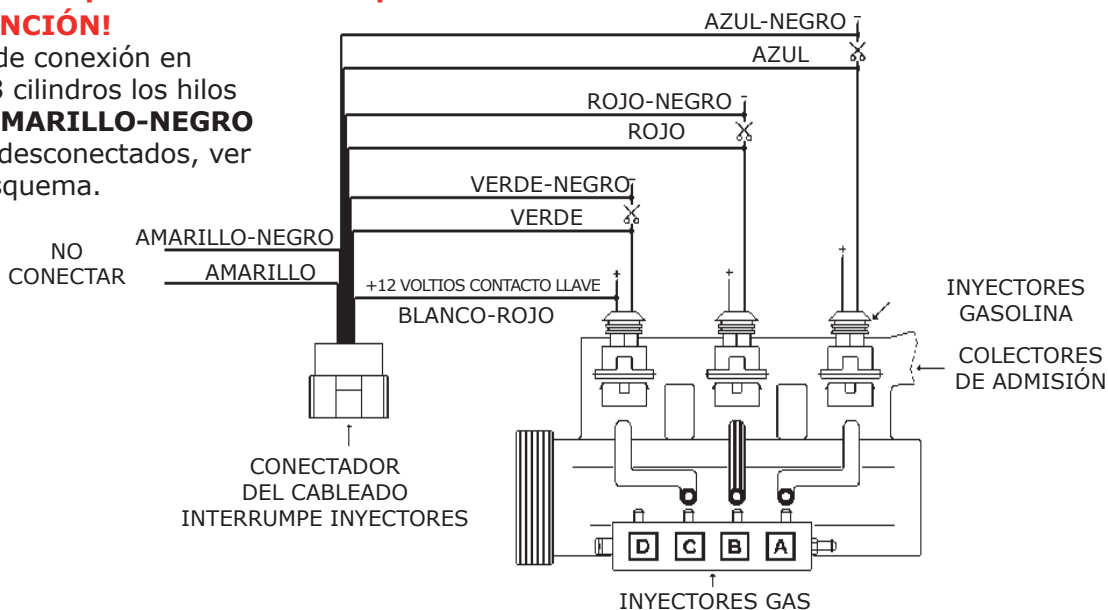 NCIÓN!
de conexión en
3 cilindros los hilos
MARILLO-NEGRO
desconectados, ver
squema.
AZUL-NEGRO
AZUL
ROJO-NEGRO
ROJO
VERDE-NEGRO
VERDE
AMARILLO-NEGRO
AMARILLO
NO
CONECTAR
+12 VOLTIOS CONTACTO LLAVE
BLANCO-ROJO
INYECTORES
GASOLINA
COLECTORES
DE ADMISIÓN
CONECTADOR
DEL CABLEADO
INTERRUMPE INYECTORES
D C B A
INYECTORES GAS